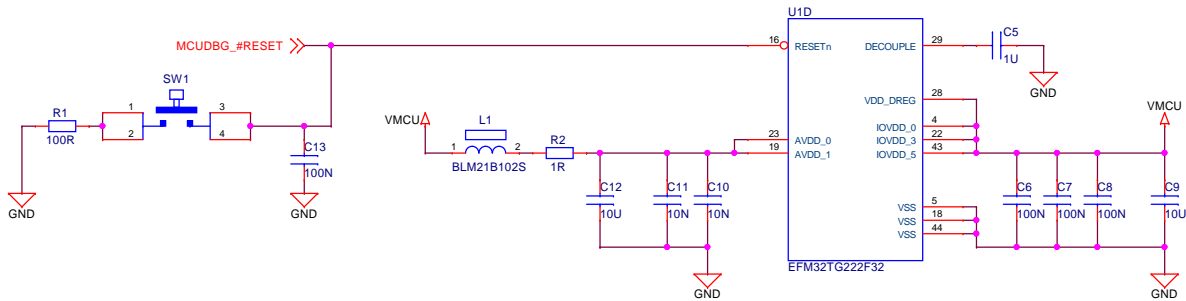 U1D
MCUDBG_#RESET
16
RESETn
DECOUPLE
29
C5
1U
GND
SW1
R1
100R
1
2
3
4
C13
100N
GND
GND
VMCU
L1
1
2
BLM21B102S
R2
1R
C12
10U
C11
10N
C10
10N
GND
23
AVDD_0
19
AVDD_1
VDD_DREG
28
IOVDD_0
4
IOVDD_3
22
IOVDD_5
43
VMCU
VSS
5
VSS
18
VSS
44
C6
100N
C7
100N
C8
100N
C9
10U
EFM32TG222F32
GND